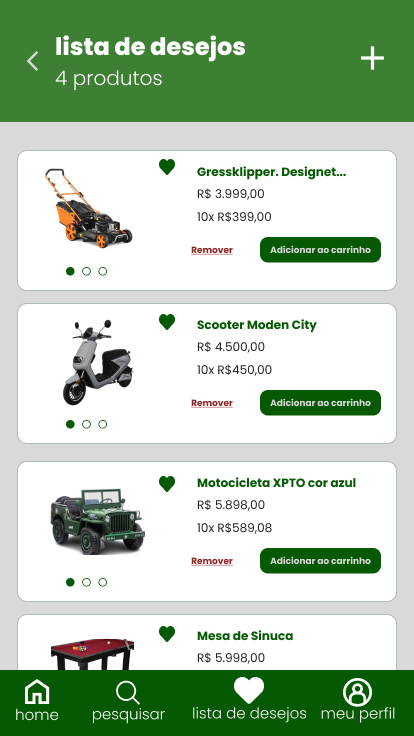 lista de desejos
4 produtos
Gressklipper. Designet...
R$ 3.999,00
10x R$399,00
Remover
Adicionar ao carrinho
Scooter Moden City
R$ 4.500,00
10x R$450,00
Remover
Adicionar ao carrinho
Motocicleta XPTO cor azul
R$ 5.898,00
10x R$589,08
Remover
Adicionar ao carrinho
Mesa de Sinuca
R$ 5.998,00
home
pesquisar
lista de desejos
meu perfil